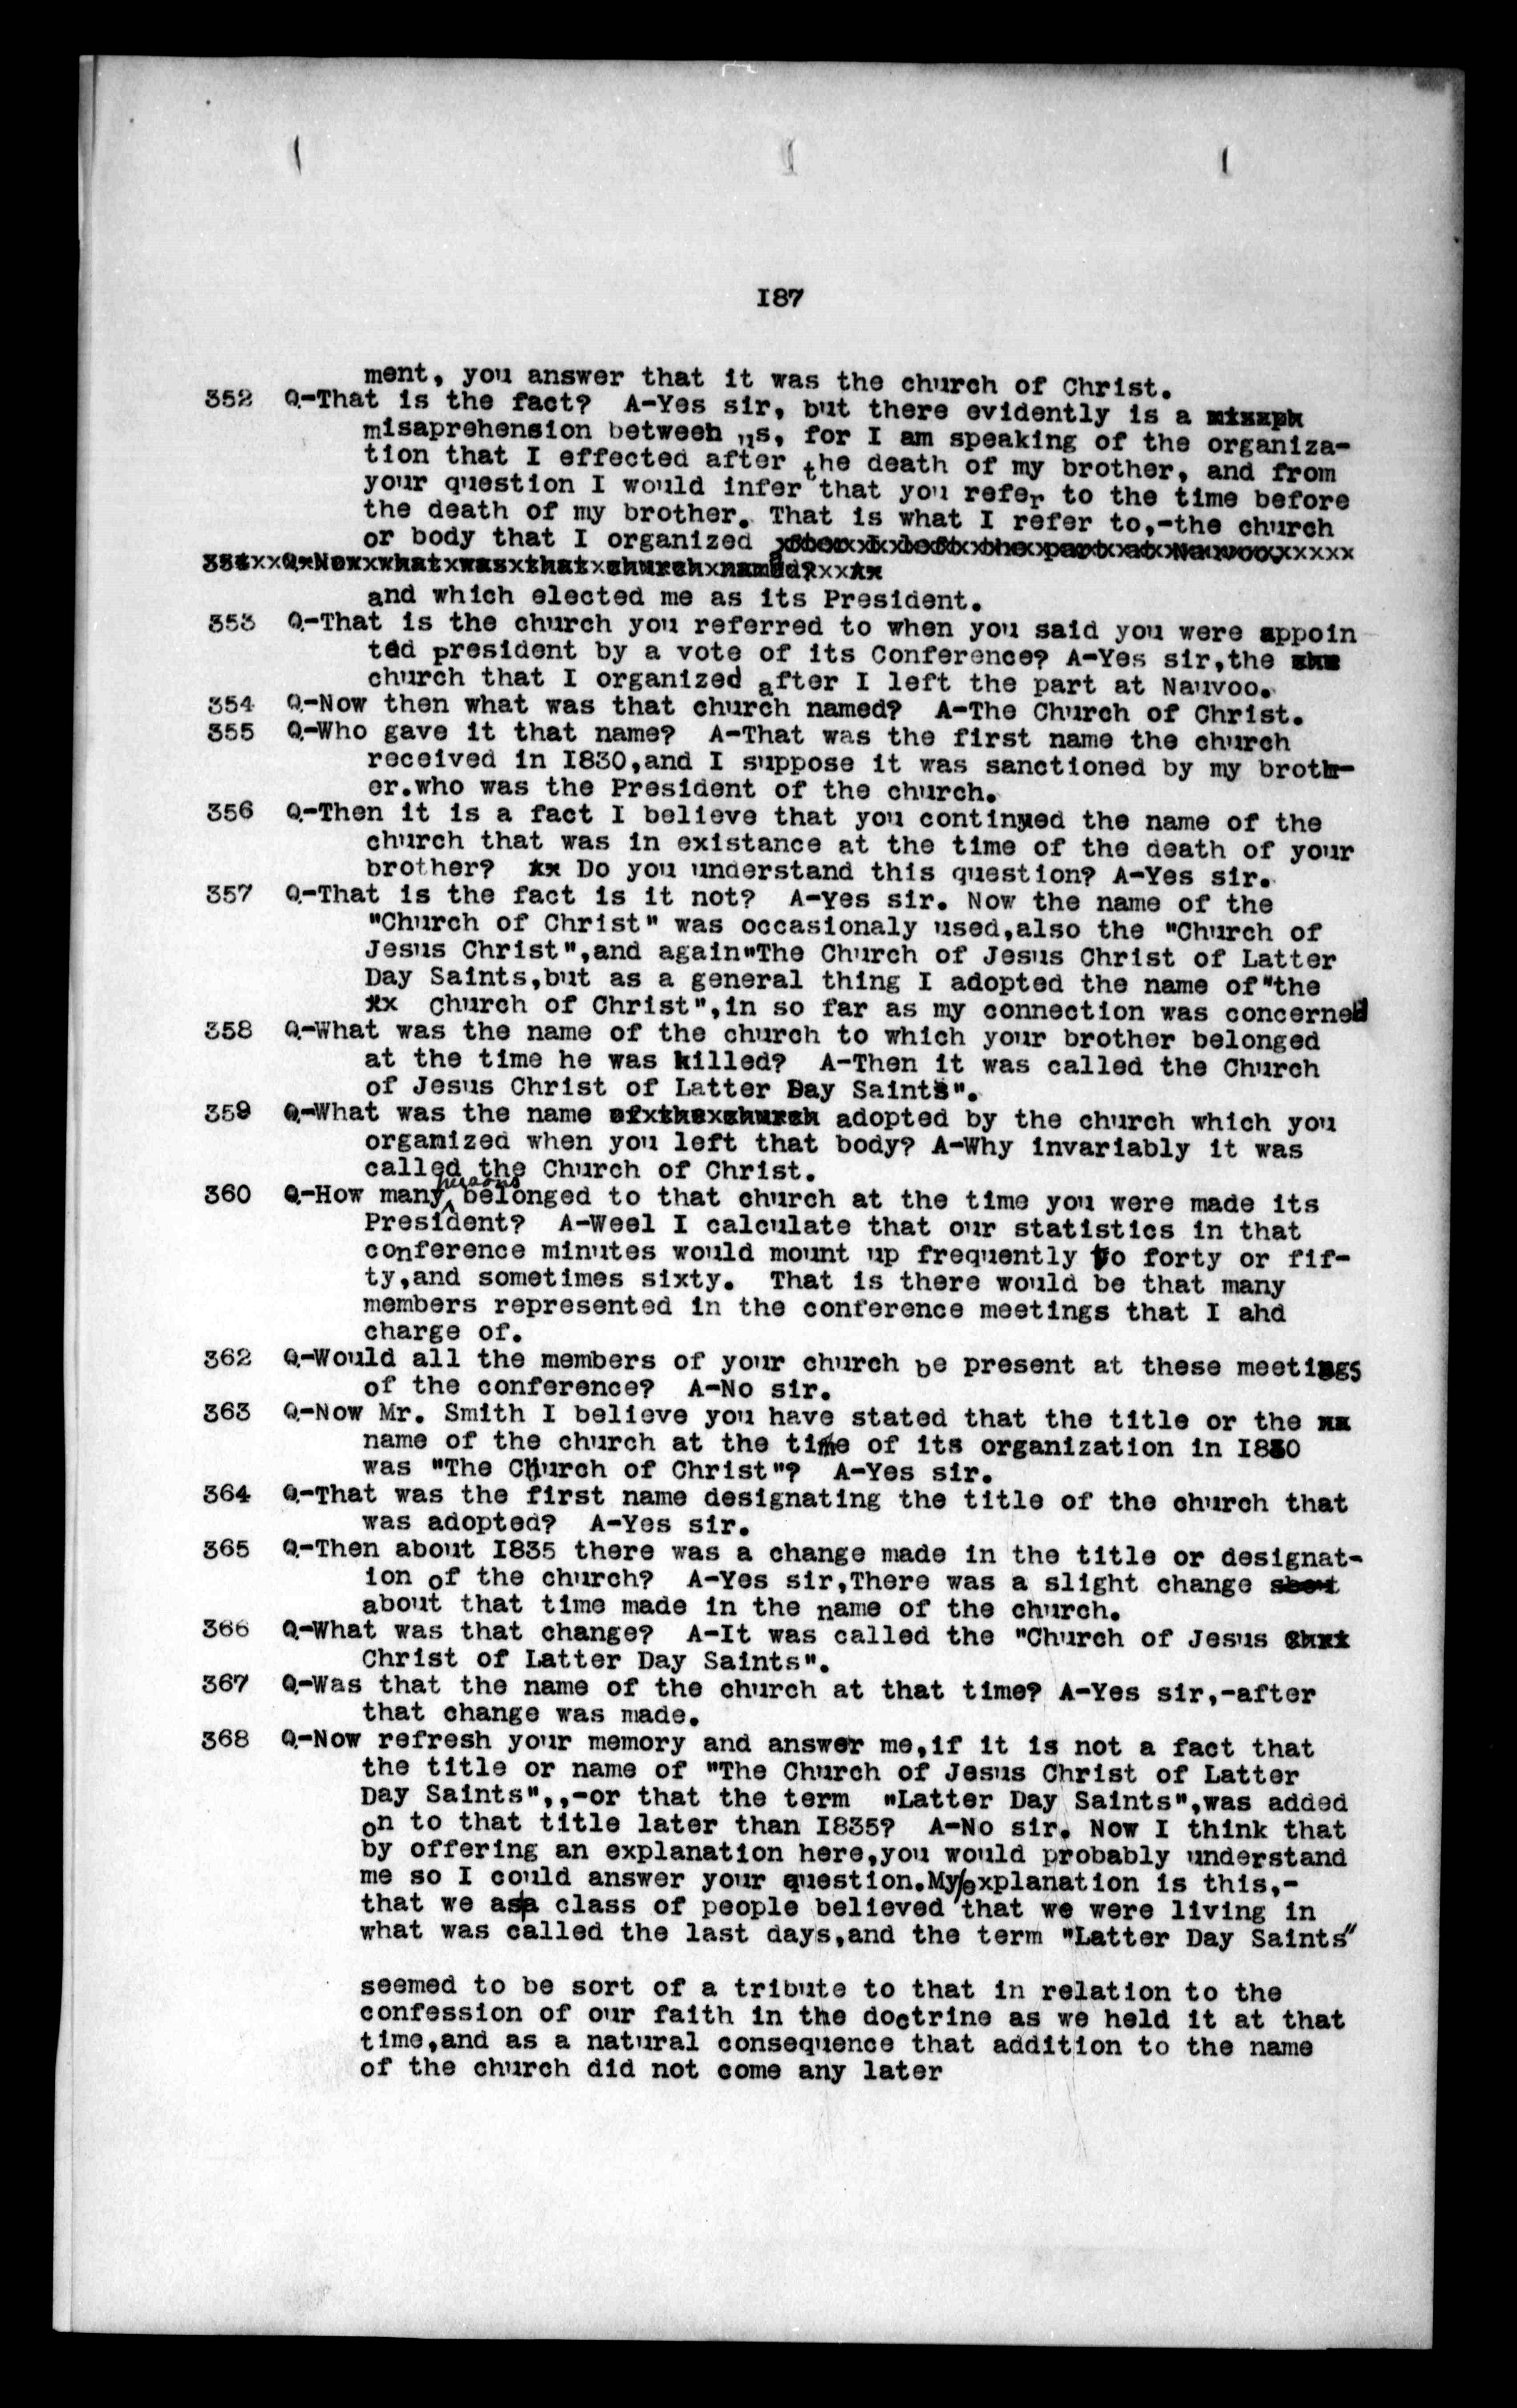 187
ment, you answer that it was the church of Christ.
352 Q.-That is the fact? A-Yes sir, but there evidently is a
misaprehension between us, for I am speaking of the organiza-
tion that I effected after the death of my brother, and from
your question I would infer that you refer to the time before
the death of my brother. That is what I refer to,-the church
or body that I organized after I left the part at Nauvoo.
354 Q-Now what was that church named?
and which elected me as its President.
353 Q.-That is the church you referred to when you said you were appoin
ted president by a vote of its Conference? A-Yes sir,the
church that I organized after I left the part at Nauvoo.
354 Q.-Now then what was that church named? A-The Church of Christ.
355 Q.-Who gave it that name? A-That was the first name the church
received in I830,and I suppose it was sanctioned by my broth-
er.who was the President of the church.
356 Q.-Then it is a fact I believe that you continued the name of the
church that was in existance at the time of the death of your
brother? xx Do you understand this question? A-Yes sir.
357 Q.-That is the fact is it not? A-Yes sir. Now the name of the
"Church of Christ" was occasionaly used,also the "Church of
Jesus Christ",and again"The Church of Jesus Christ of Latter
Day Saints,but as a general thing I adopted the name of"the
xx church of Christ",in so far as my connection was concerned
358 Q.-What was the name of the church to which your brother belonged
at the time he was killed? A-Then it was called the Church
of Jesus Christ of Latter Day Saints".
359 Q.-What was the name of the church adopted by the church which you
organized when you left that body? A-Why invariably it was
called the Church of Christ.
360 Q.-How many persons belonged to that church at the time you were made its
President? A-Weel I calculate that our statistics in that
conference minutes would mount up frequently to forty or fif-
ty,and sometimes sixty. That is there would be that many
members represented in the conference meetings that I ahd
charge of.
362 Q.-Would all the members of your church be present at these meetings
of the conference? A-No sir.
363 Q.-Now Mr. Smith I believe you have stated that the title or the
name of the church at the time of its organization in I830
was "The Church of Christ"? A-Yes sir.
364 Q.-That was the first name designating the title of the church that
was adopted? A-Yes sir.
365 Q.-Then about I835 there was a change made in the title or designat-
ion of the church? A-Yes sir,There was a slight change
about that time made in the name of the church.
366 Q.-What was that change? A-It was called the "Church of Jesus
Christ of Latter Day Saints".
367 Q.-Was that the name of the church at that time? A-Yes sir,-after
that change was made.
368 Q.-Now refresh your memory and answer me,if it is not a fact that
the title or name of "The Church of Jesus Christ of Latter
Day Saints",,-or that the term "Latter Day Saints",was added
on to that title later than I835? A-No sir. Now I think that
by offering an explanation here,you would probably understand
me so I could answer your question.My explanation is this,-
that we as a class of people believed that we were living in
what was called the last days,and the term "Latter Day Saints"
seemed to be sort of a tribute to that in relation to the
confession of our faith in the doctrine as we held it at that
time,and as a natural consequence that addition to the name
of the church did not come any later